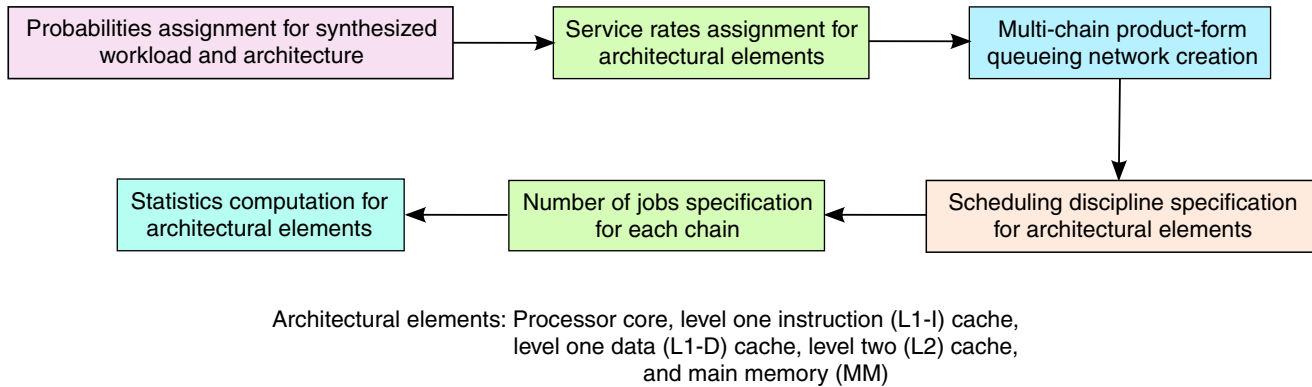 Probabilities assignment for synthesized
workload and architecture
Service rates assignment for
architectural elements
Multi-chain product-form
queueing network creation
Scheduling discipline specification
for architectural elements
Number of jobs specification
for each chain
Statistics computation for
architectural elements
Architectural elements: Processor core, level one instruction (L1-I) cache,
level one data (L1-D) cache, level two (L2) cache,
and main memory (MM)